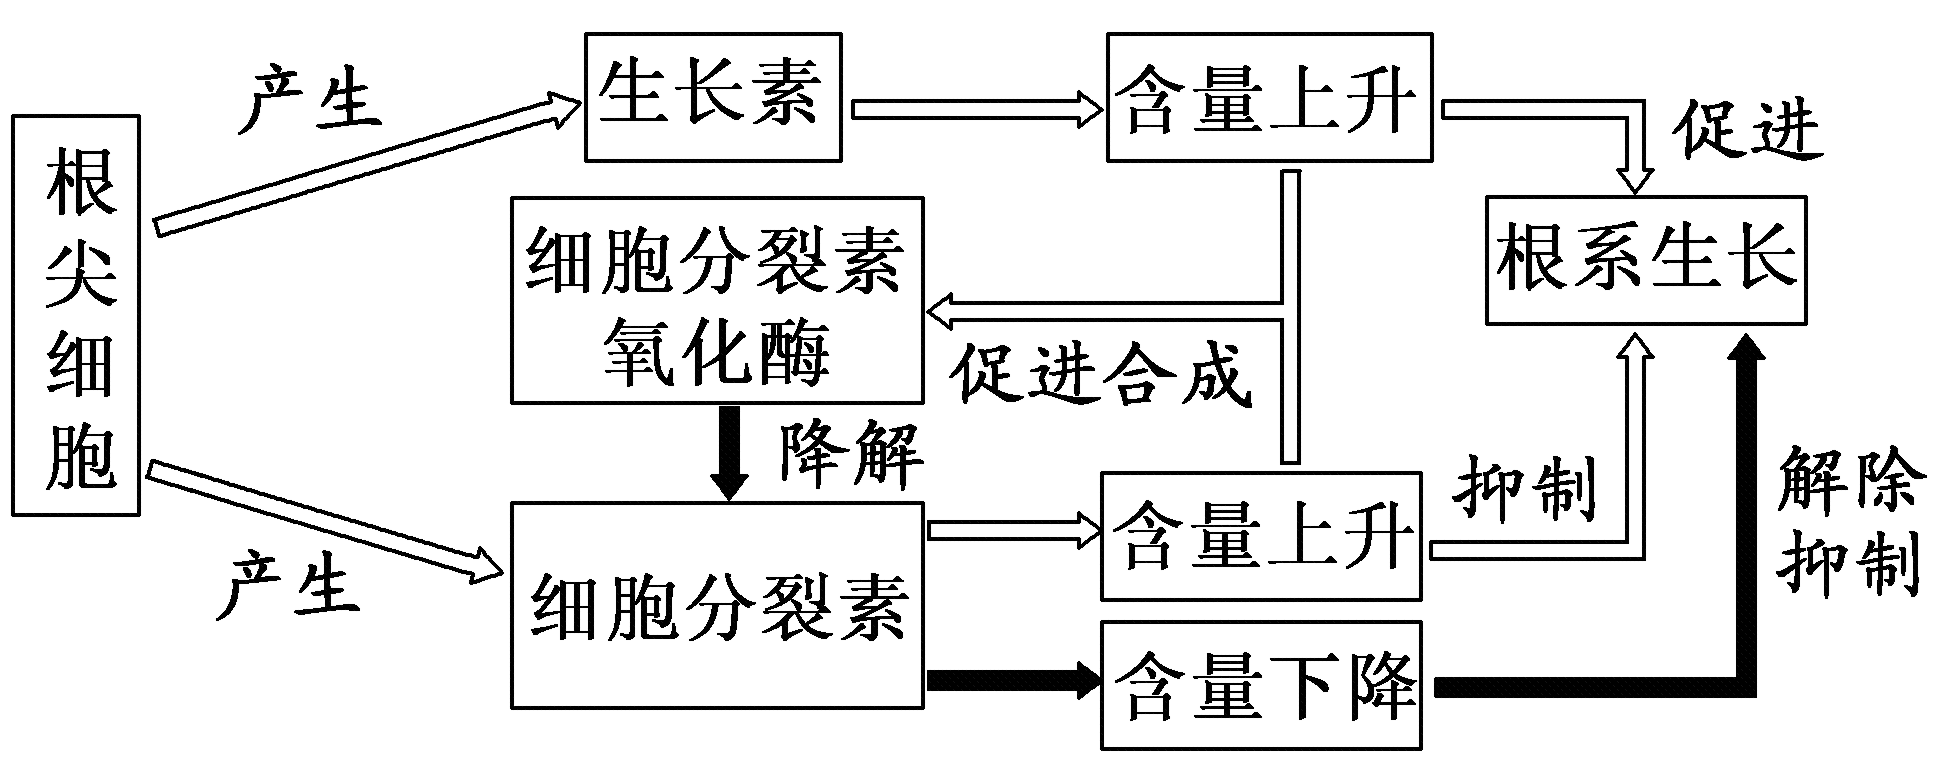 根尖细胞
产生
生长素
含量上升
促进
根系生长
细胞分裂素
氧化酶
促进合成
降解
产生
细胞分裂素
含量上升
抑制
含量下降
解除
抑制